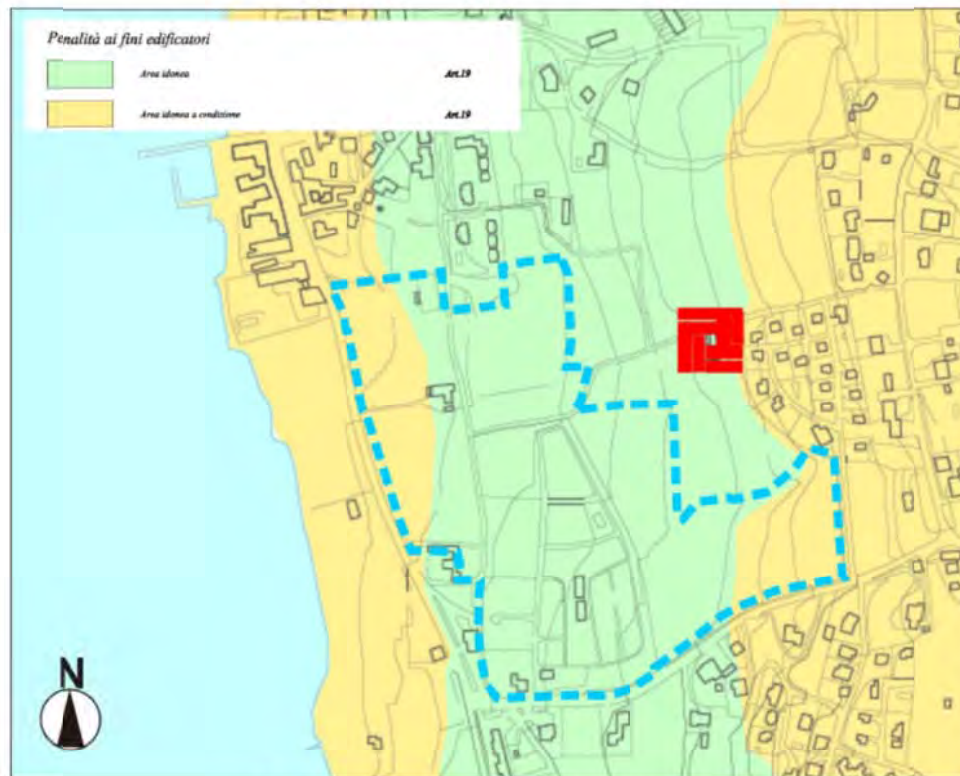 Penalità ai fini edificatori
Area idonea Art.19
Area idonea a condizione Art.19
N